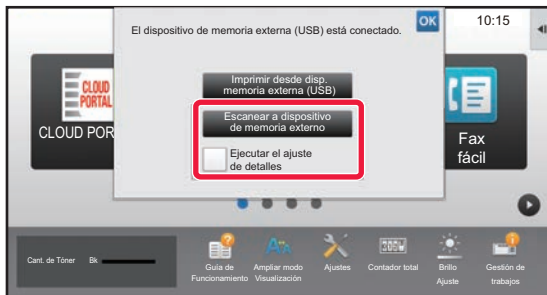 El dispositivo de memoria externa (USB) está conectado.
OK
10:15
Imprimir desde disp.
memoria externa (USB)
Escanear a dispositivo
de memoria externo
Ejecutar el ajuste
de detalles
CLOUD
PORTAL
CLOUD POR
Fax
fácil
Cant. de Tóner Bk
Guía de
Funcionamiento
Ampliar modo
Visualización
Ajustes
Contador total
Brillo
Ajuste
Gestión de
trabajos